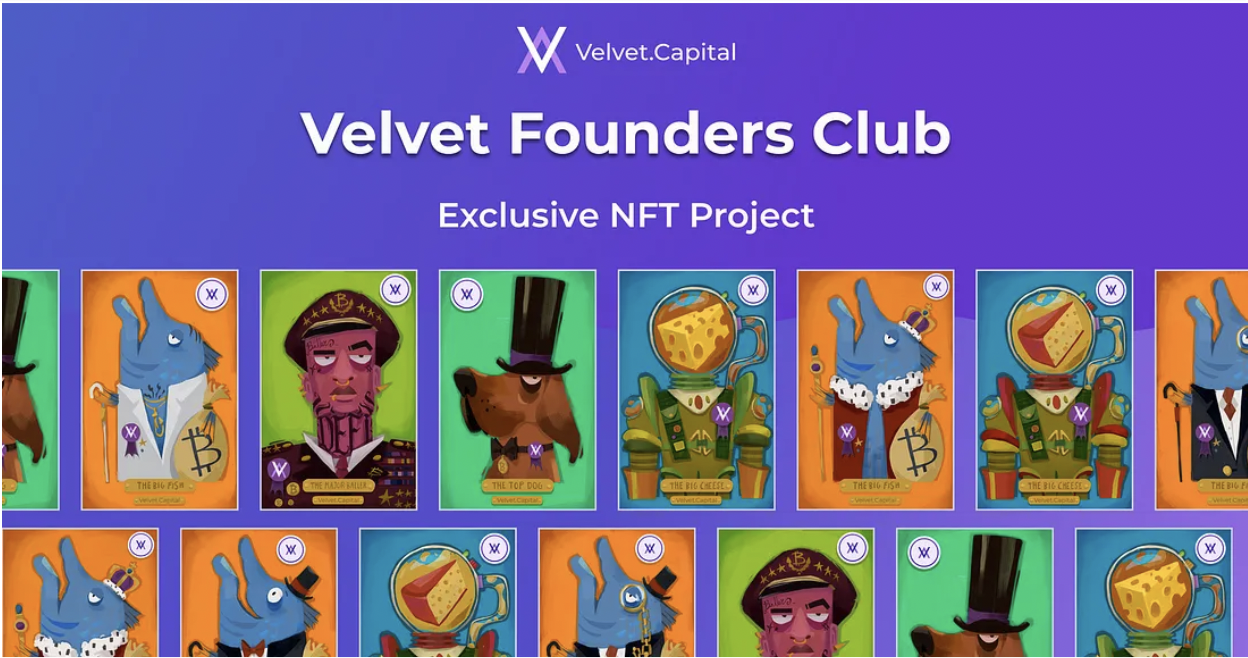 Velvet.Capital
Velvet Founders Club
Exclusive NFT Project
THE BIG FISH
Velvet.Capital
THE MAJOR BALLER
Velvet.Capital
THE TOP DOG
Velvet.Capital
THE BIG CHEESE
Velvet.Capital
THE BIG FISH
Velvet.Capital
THE BIG CHEESE
Velvet.Capital
THE BIG
Velvet.Capital
DEFI